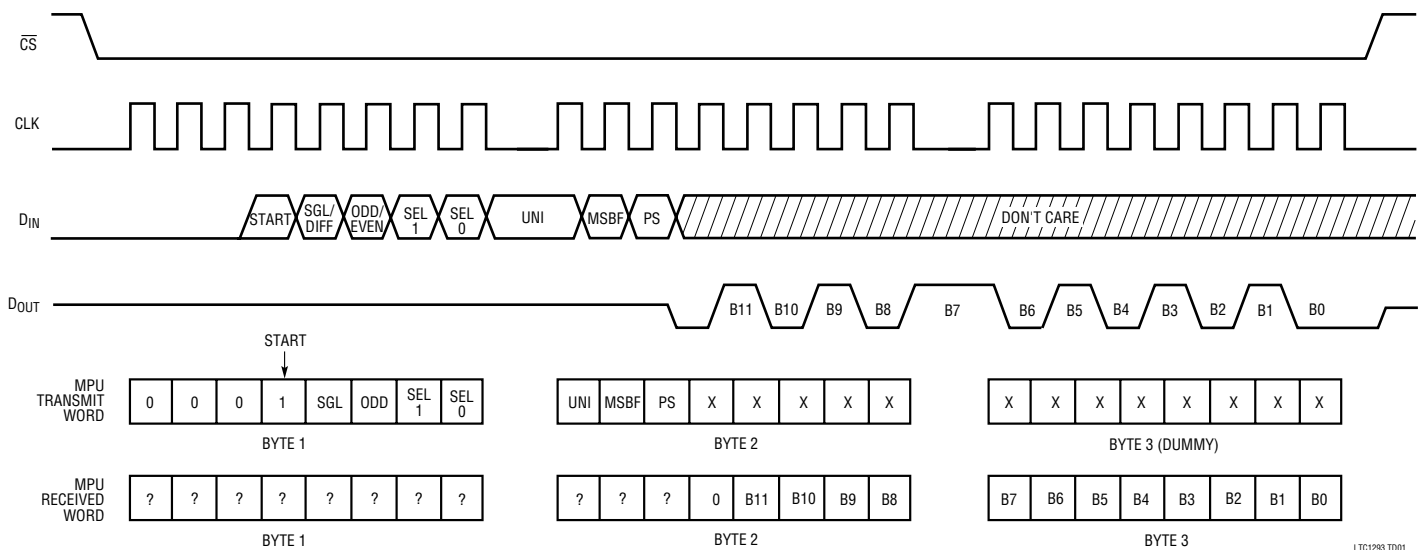 CS
CLK
DIN
START SGL/DIFF ODD/EVEN SEL 1 SEL 0 UNI MSBF PS DON'T CARE
DOUT
B11 B10 B9 B8 B7 B6 B5 B4 B3 B2 B1 B0
START
MPU TRANSMIT WORD
0 0 0 1 SGL ODD SEL 1 SEL 0 UNI MSBF PS X X X X X X X X X X X X X
BYTE 1 BYTE 2 BYTE 3 (DUMMY)
MPU RECEIVED WORD
? ? ? ? ? ? ? ? ? ? ? 0 B11 B10 B9 B8 B7 B6 B5 B4 B3 B2 B1 B0
BYTE 1 BYTE 2 BYTE 3
LTC1293 TD01